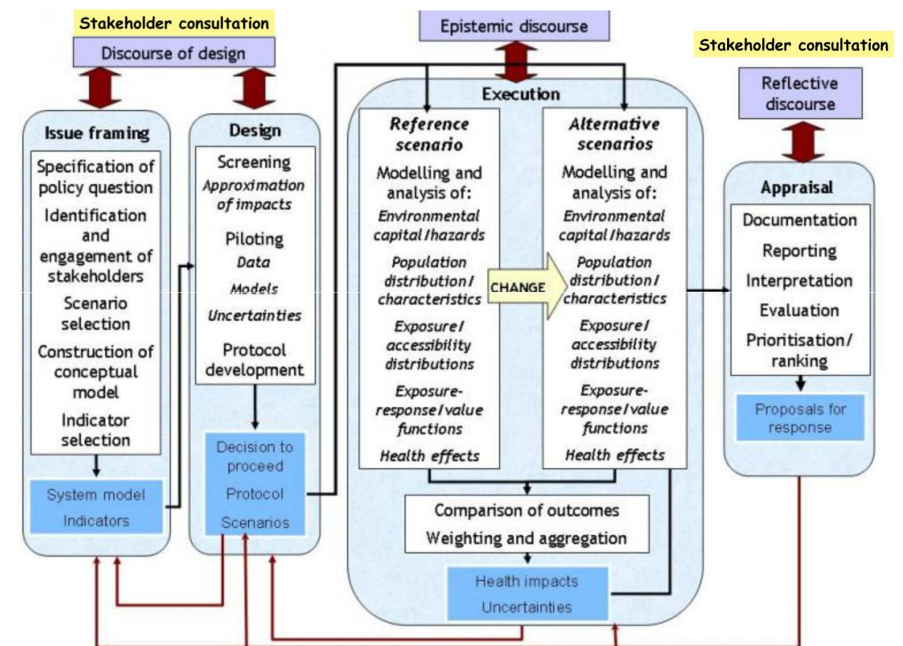 Stakeholder consultation
Discourse of design
Epistemic discourse
Stakeholder consultation
Reflective
discourse
Issue framing
Specification of
policy question
Identification
and
engagement of
stakeholders
Scenario
selection
Construction of
conceptual
model
Indicator
selection
System model
Indicators
Design
Screening
Approximation
of impacts
Piloting
Data
Models
Uncertainties
Protocol
development
Decision to
proceed
Protocol
Scenarios
Execution
Reference
scenario
Modelling and
analysis of:
Environmental
capital/hazards
Population
distribution/
characteristics
Exposure/
accessibility
distributions
Exposure-
response/value
functions
Health effects
CHANGE
Alternative
scenarios
Modelling and
analysis of:
Environmental
capital/hazards
Population
distribution/
characteristics
Exposure/
accessibility
distributions
Exposure-
response/value
functions
Health effects
Comparison of outcomes
Weighting and aggregation
Health impacts
Uncertainties
Appraisal
Documentation
Reporting
Interpretation
Evaluation
Prioritisation/
ranking
Proposals for
response